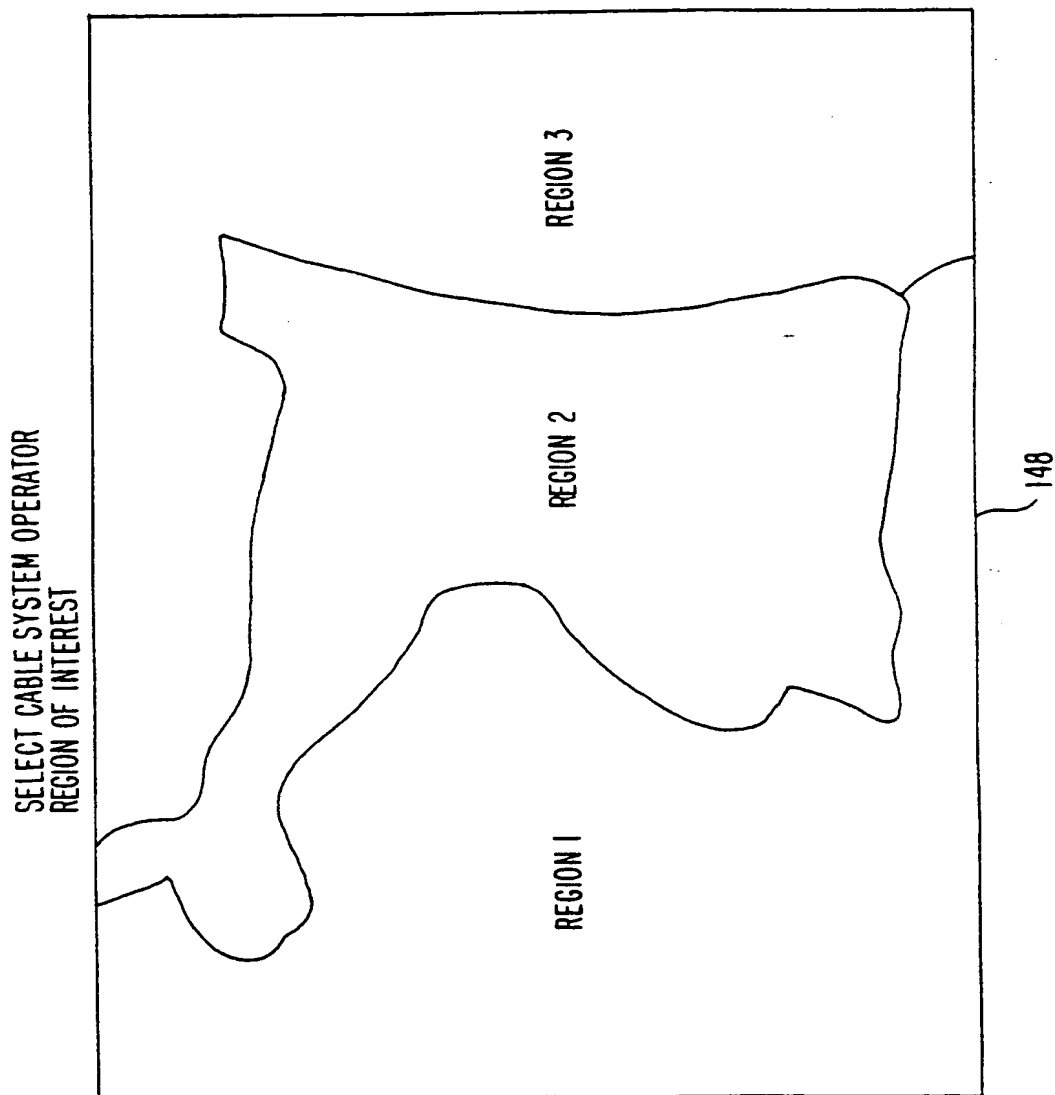 SELECT CABLE SYSTEM OPERATOR
REGION OF INTEREST
REGION 1
REGION 2
REGION 3
148